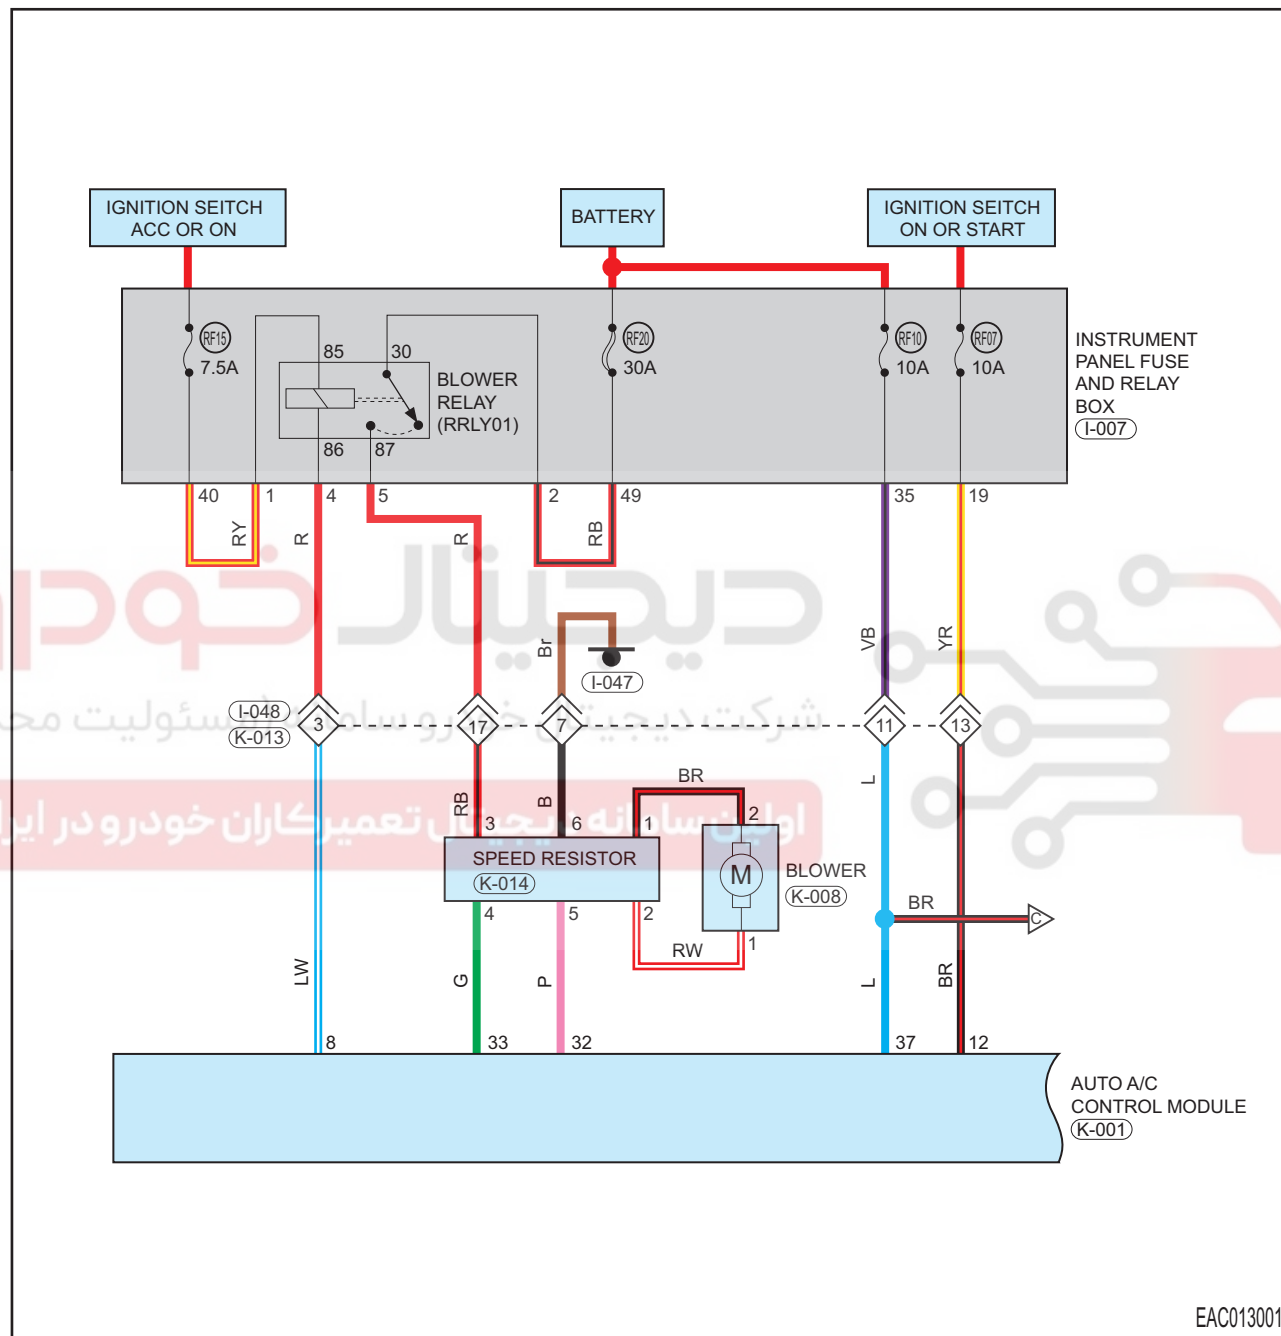 IGNITION SEITCH
ACC OR ON
BATTERY
IGNITION SEITCH
ON OR START
RF15
7.5A
85
30
BLOWER
RELAY
(RRLY01)
86
87
RF20
30A
RF10
10A
RF07
10A
INSTRUMENT
PANEL FUSE
AND RELAY
BOX
I-007
40
1
4
5
2
49
35
19
RY
R
R
RB
VB
YR
Br
I-047
دیجیتال خودرو
شرکت دیجیتال خودرو سامانه (مسئولیت
I-048
K-013
3
17
7
11
13
اولین سامانه دیجیتال تعمیرکاران خودرو در ایران
RB
B
L
BR
3
6
1
2
SPEED RESISTOR
K-014
M
BLOWER
K-008
4
5
2
1
BR
C
RW
LW
G
P
L
BR
8
33
32
37
12
AUTO A/C
CONTROL MODULE
K-001
EAC013001